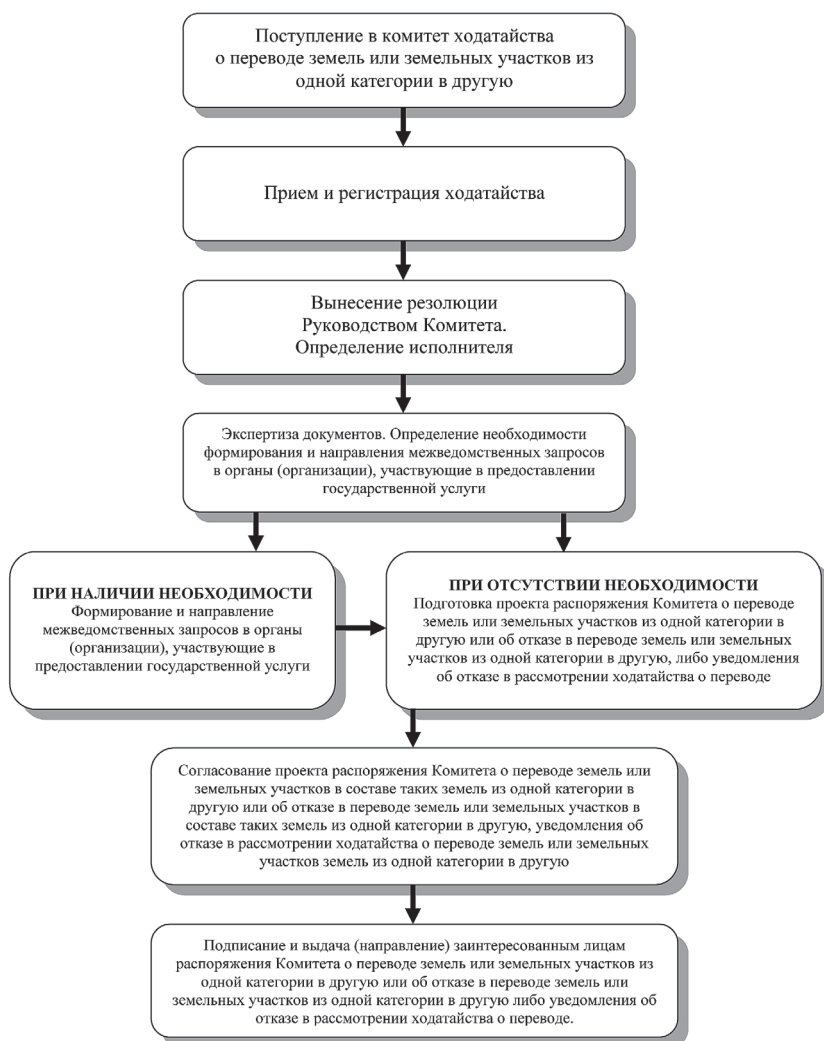 Поступление в комитет ходатайства
о переводе земель или земельных участков из
одной категории в другую
Прием и регистрация ходатайства
Вынесение резолюции
Руководством Комитета.
Определение исполнителя
Экспертиза документов. Определение необходимости
формирования и направления межведомственных запросов
в органы (организации), участвующие в предоставлении
государственной услуги
ПРИ НАЛИЧИИ НЕОБХОДИМОСТИ
Формирование и направление
межведомственных запросов в органы
(организации), участвующие в
предоставлении государственной услуги
ПРИ ОТСУТСТВИИ НЕОБХОДИМОСТИ
Подготовка проекта распоряжения Комитета о переводе
земель или земельных участков из одной категории в
другую или об отказе в переводе земель или земельных
участков из одной категории в другую, либо уведомления
об отказе в рассмотрении ходатайства о переводе
Согласование проекта распоряжения Комитета о переводе земель или
земельных участков в составе таких земель из одной категории в
другую или об отказе в переводе земель или земельных участков в
составе таких земель из одной категории в другую, уведомления об
отказе в рассмотрении ходатайства о переводе земель или земельных
участков земель из одной категории в другую
Подписание и выдача (направление) заинтересованным лицам
распоряжения Комитета о переводе земель или земельных участков из
одной категории в другую или об отказе в переводе земель или
земельных участков из одной категории в другую либо уведомления об
отказе в рассмотрении ходатайства о переводе.